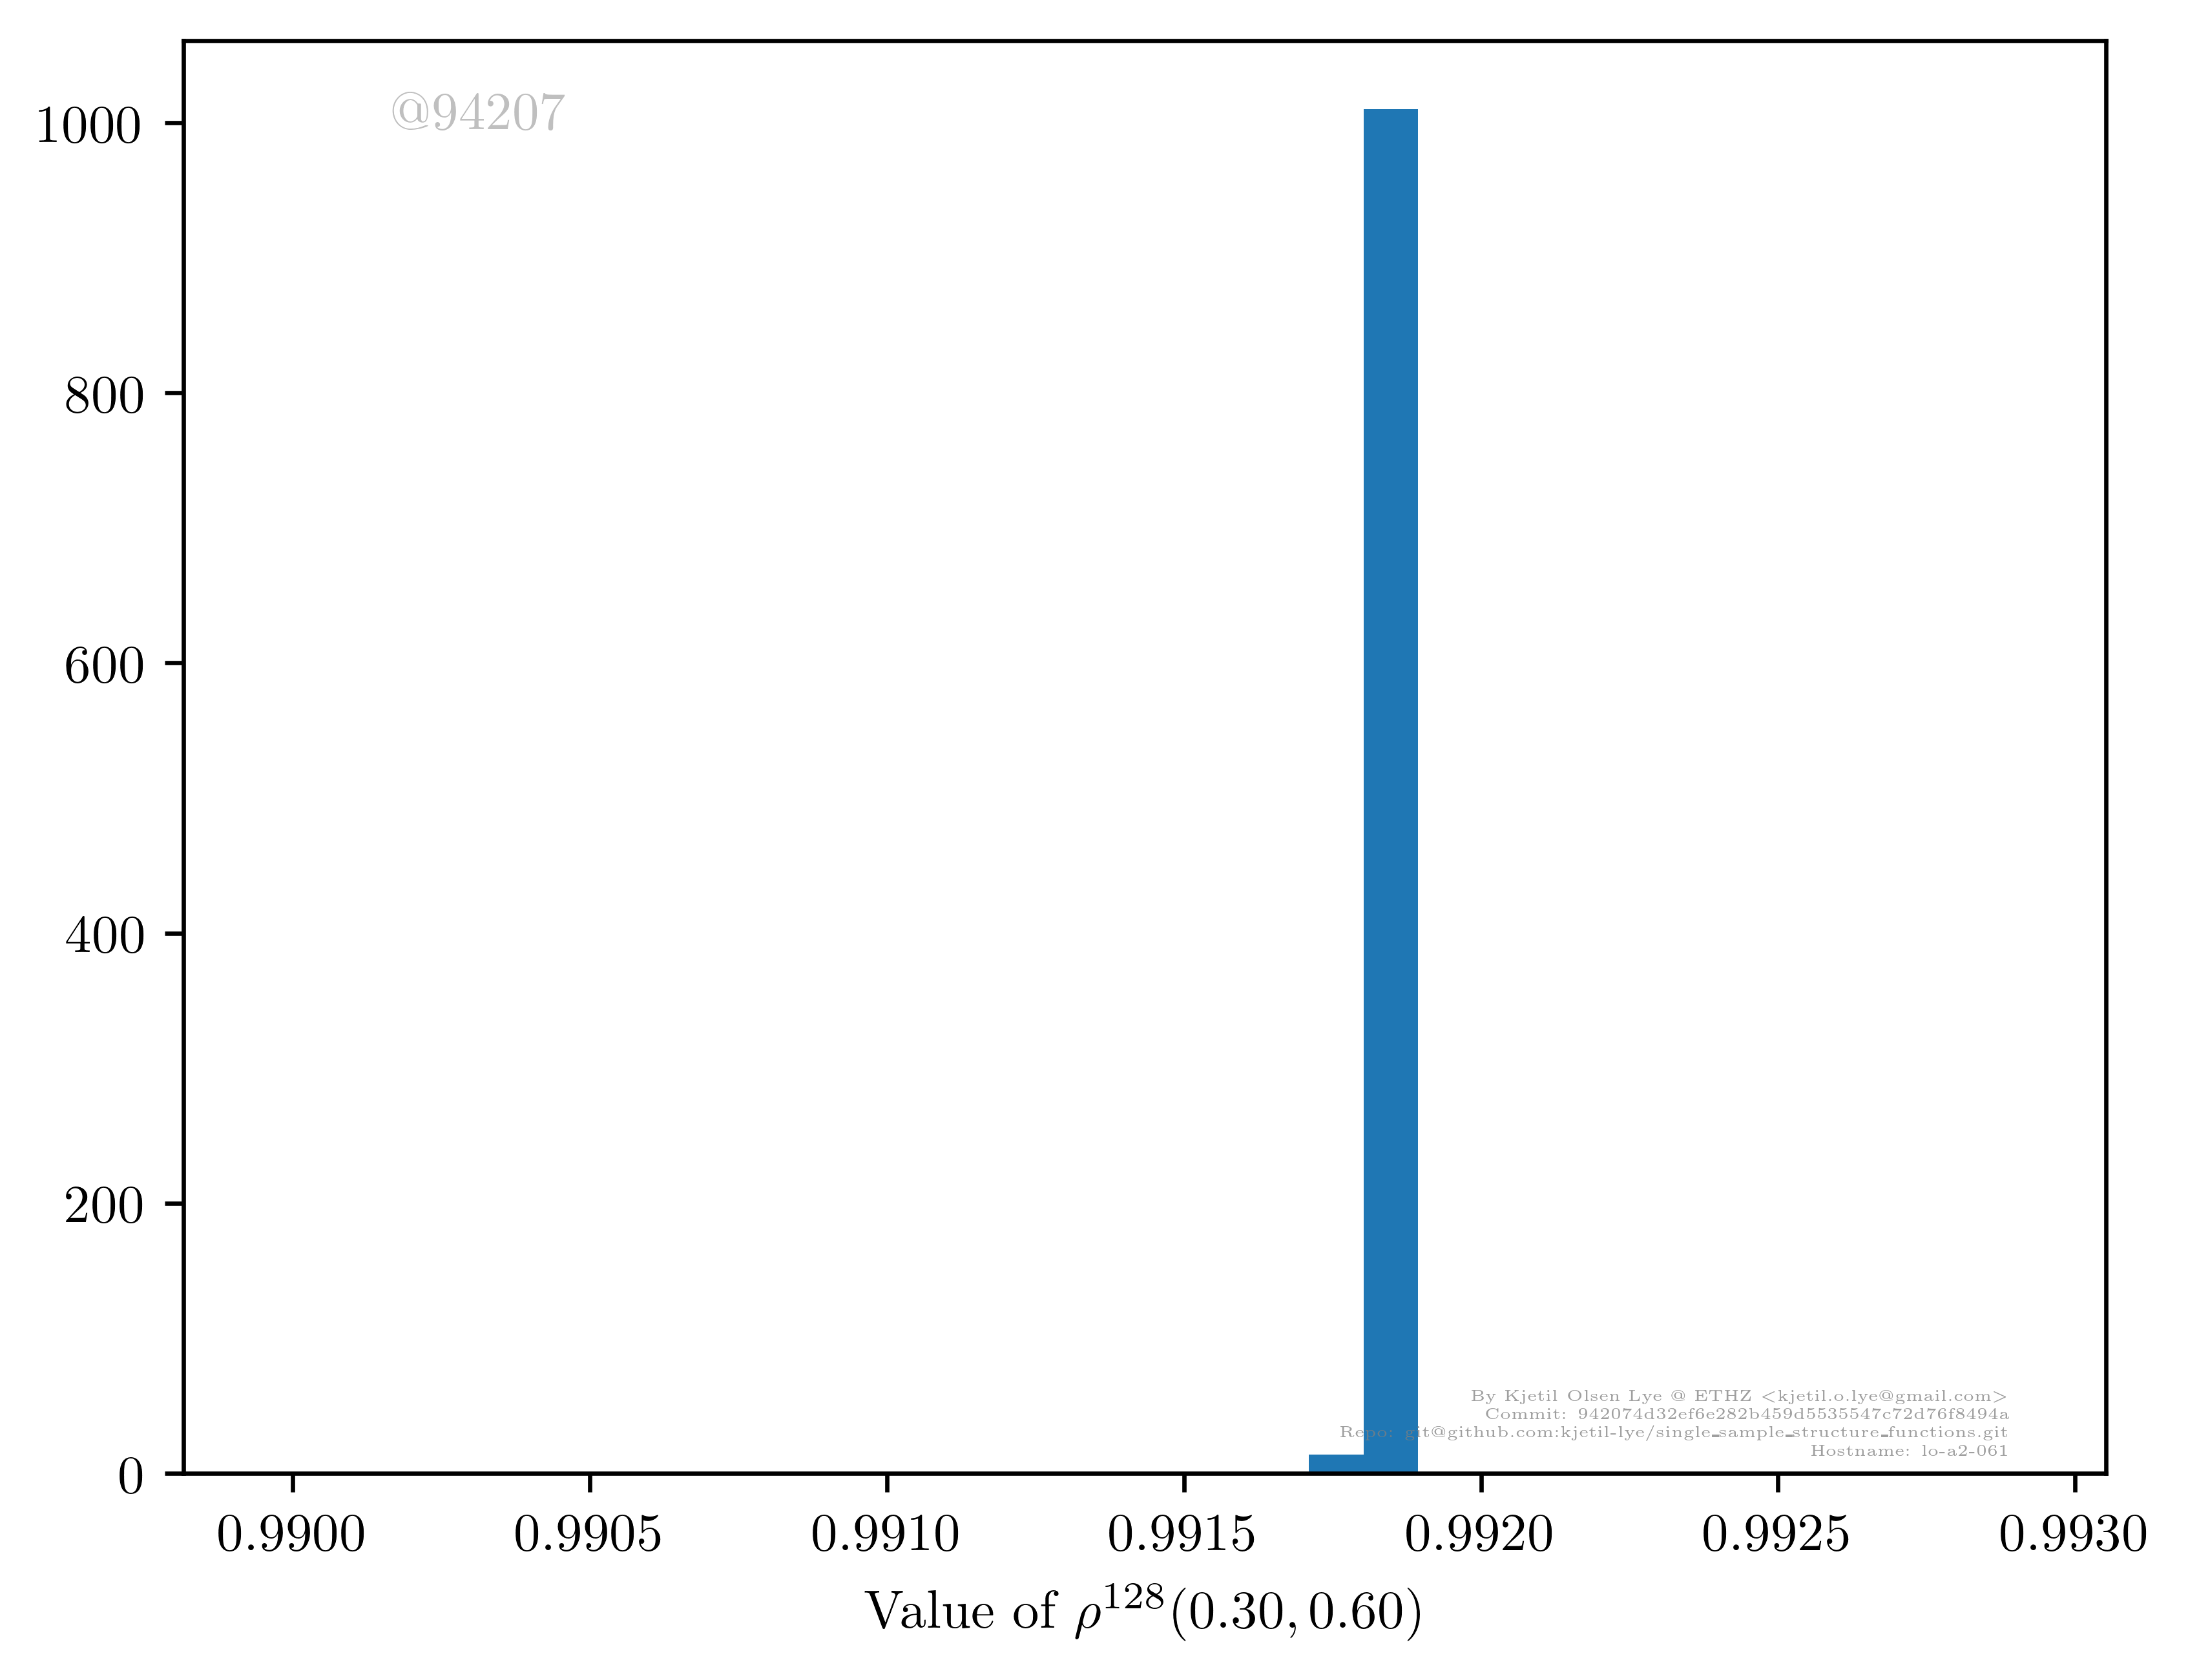 @94207
1000
800
600
400
200
0
By Kjetil Olsen Lye @ ETHZ <kjetil.o.lye@gmail.com>
Commit: 942074d32ef6e282b459d5535547c72d76f8494a
Repo: git@github.com:kjetil-lye/single_sample_structure_functions.git
Hostname: lo-a2-061
0.9900 0.9905 0.9910 0.9915 0.9920 0.9925 0.9930
Value of ρ¹²⁸(0.30, 0.60)